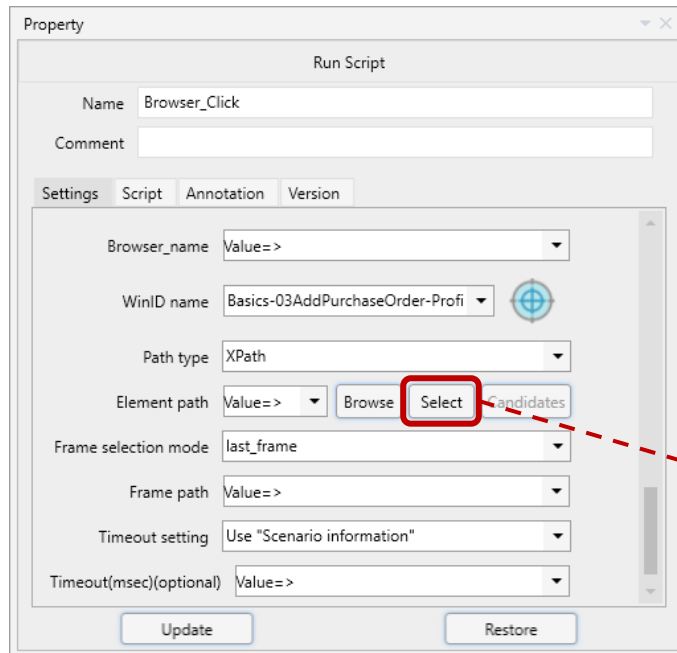 Property
Run Script
Name Browser_Click
Comment
Settings Script Annotation Version
Browser_name Value=>
WinID name Basics-03AddPurchaseOrder-Profi
Path type XPath
Element path Value=> Browse Select Candidates
Frame selection mode last_frame
Frame path Value=>
Timeout setting Use "Scenario information"
Timeout(msec)(optional) Value=>
Update Restore